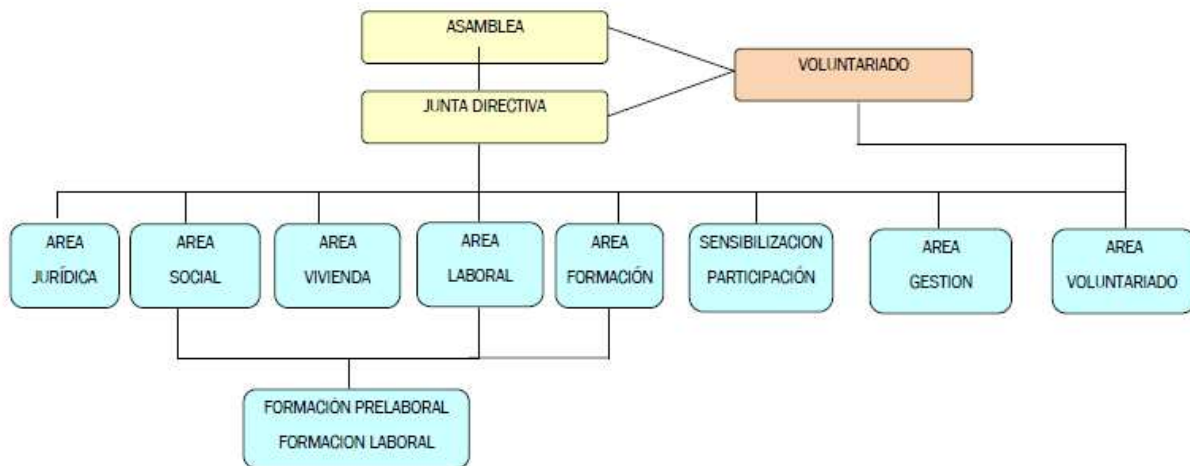 ASAMBLEA
VOLUNTARIADO
JUNTA DIRECTIVA
AREA
JURÍDICA
AREA
SOCIAL
AREA
VIVIENDA
AREA
LABORAL
AREA
FORMACIÓN
SENSIBILIZACION
PARTICIPACIÓN
AREA
GESTION
AREA
VOLUNTARIADO
FORMACIÓN PRELABORAL
FORMACION LABORAL